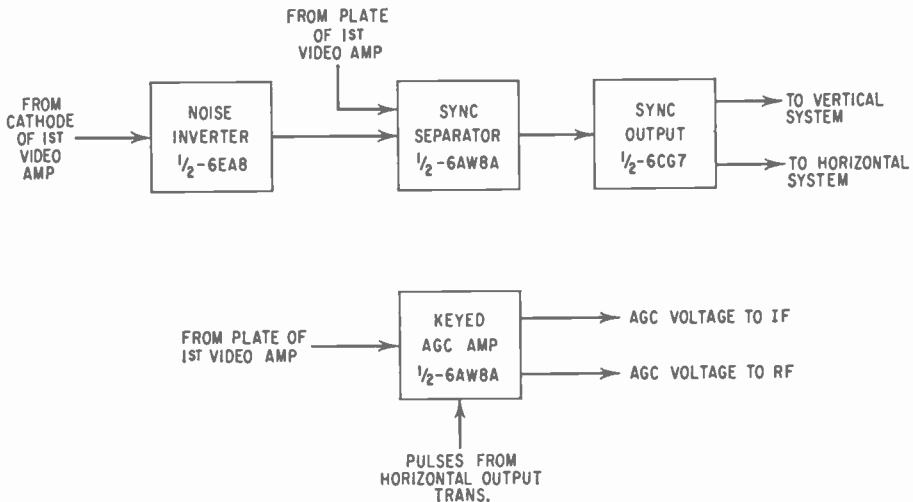 FROM PLATE
OF 1ST
VIDEO AMP
FROM
CATHODE
OF 1ST
VIDEO
AMP
NOISE
INVERTER
1/2-6EA8
SYNC
SEPARATOR
1/2-6AW8A
SYNC
OUTPUT
1/2-6CG7
TO VERTICAL
SYSTEM
TO HORIZONTAL
SYSTEM
FROM PLATE OF
1ST VIDEO AMP
KEYED
AGC AMP
1/2-6AW8A
AGC VOLTAGE TO IF
AGC VOLTAGE TO RF
PULSES FROM
HORIZONTAL OUTPUT
TRANS.